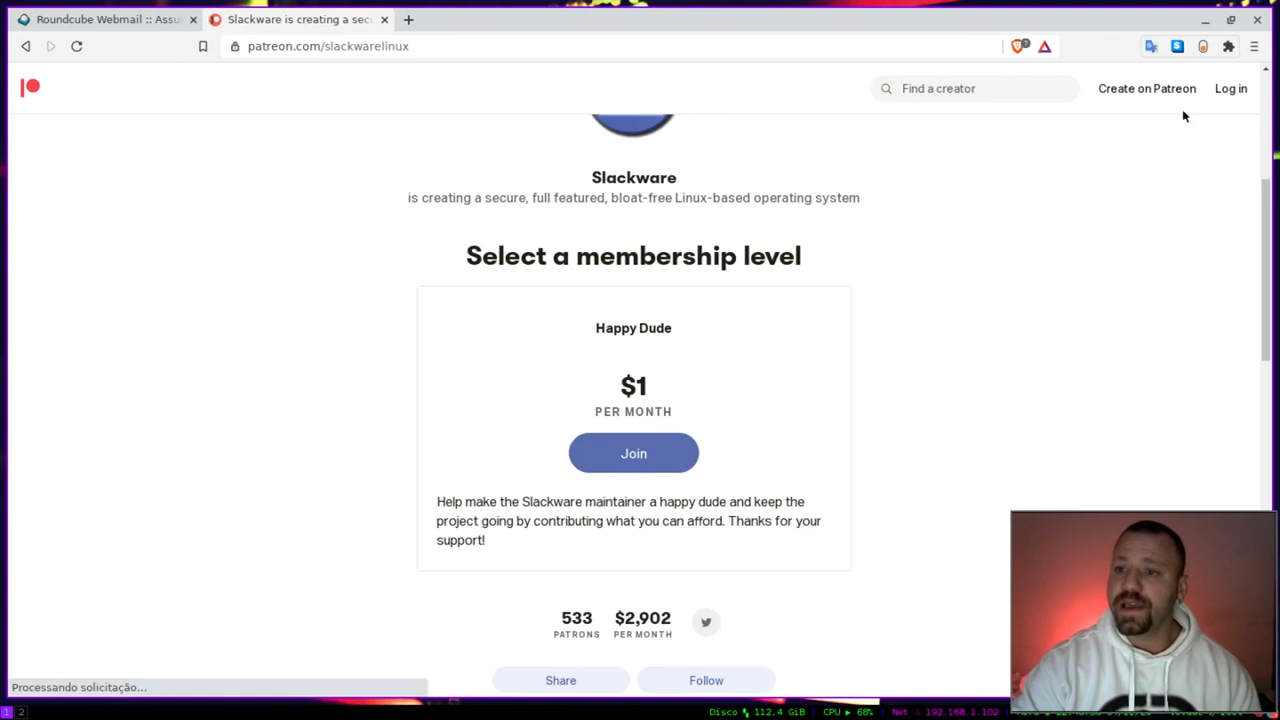 Roundcube Webmail :: Assu
Slackware is creating a secu
patreon.com/slackwarelinux
Find a creator
Create on Patreon
Log in
Slackware
is creating a secure, full featured, bloat-free Linux-based operating system
Select a membership level
Happy Dude
$1
PER MONTH
Join
Help make the Slackware maintainer a happy dude and keep the
project going by contributing what you can afford. Thanks for your
support!
533
PATRONS
$2,902
PER MONTH
Share
Follow
Processando solicitação...
1 2
Disco 112,4 GiB CPU 68% Net 192.168.1.102